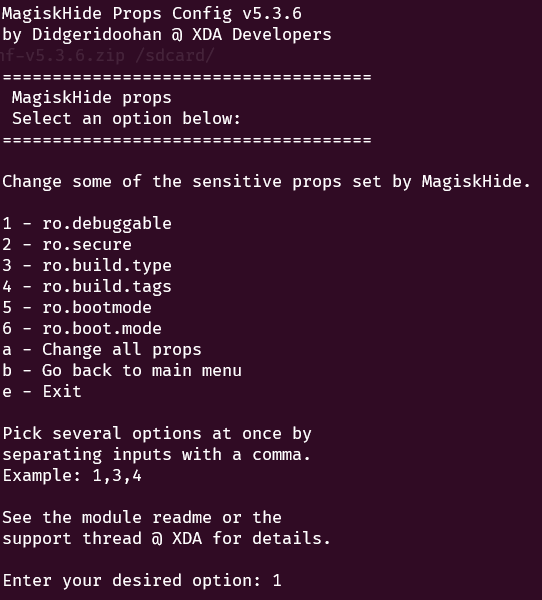 MagiskHide Props Config v5.3.6
by Didgeridoohan @ XDA Developers
nf-v5.3.6.zip /sdcard/
=====================================
MagiskHide props
Select an option below:
=====================================
Change some of the sensitive props set by MagiskHide.
1 - ro.debuggable
2 - ro.secure
3 - ro.build.type
4 - ro.build.tags
5 - ro.bootmode
6 - ro.boot.mode
a - Change all props
b - Go back to main menu
e - Exit
Pick several options at once by
separating inputs with a comma.
Example: 1,3,4
See the module readme or the
support thread @ XDA for details.
Enter your desired option: 1